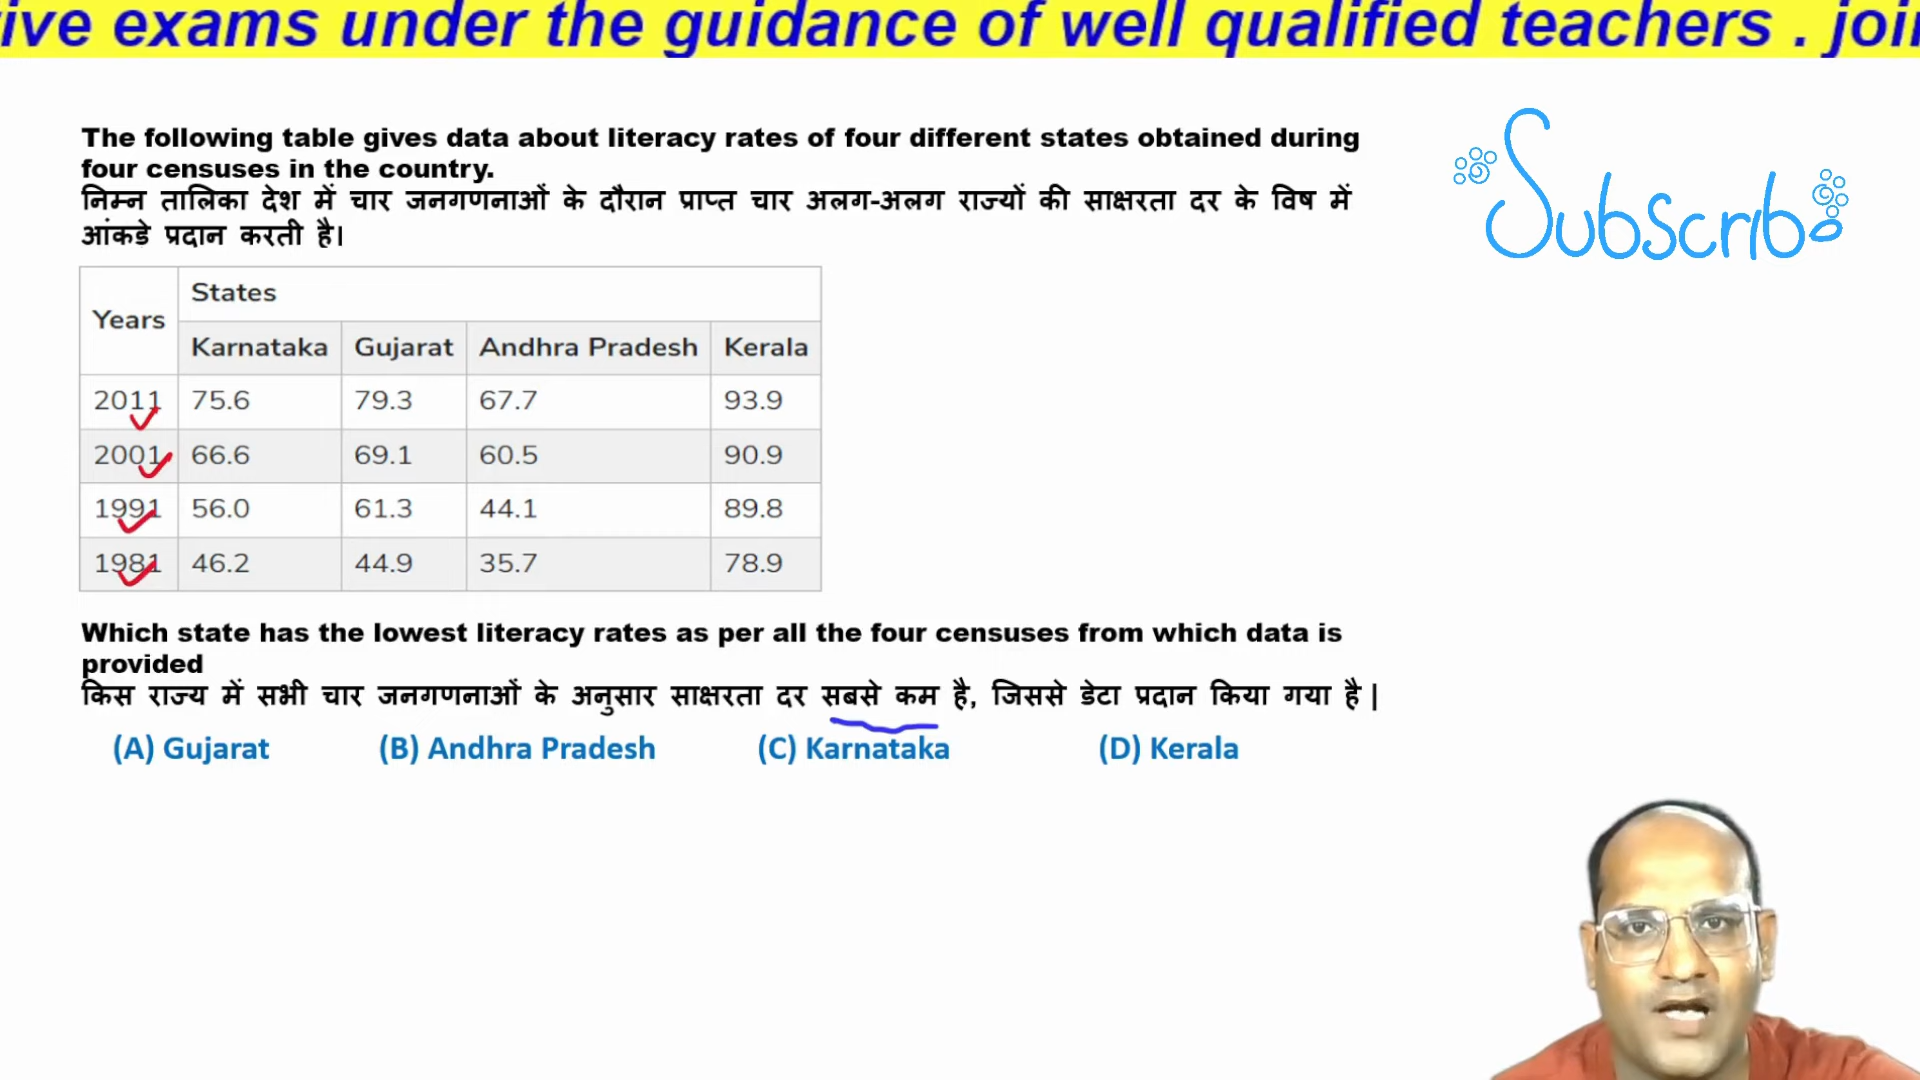 ive exams under the guidance of well qualified teachers . join
Subscribe
The following table gives data about literacy rates of four different states obtained during
four censuses in the country.
निम्न तालिका देश में चार जनगणनाओं के दौरान प्राप्त चार अलग-अलग राज्यों की साक्षरता दर के विष में
आंकडे प्रदान करती है।
Years States
Karnataka Gujarat Andhra Pradesh Kerala
2011 75.6 79.3 67.7 93.9
2001 66.6 69.1 60.5 90.9
1991 56.0 61.3 44.1 89.8
1981 46.2 44.9 35.7 78.9
Which state has the lowest literacy rates as per all the four censuses from which data is
provided
किस राज्य में सभी चार जनगणनाओं के अनुसार साक्षरता दर सबसे कम है, जिससे डेटा प्रदान किया गया है |
(A) Gujarat (B) Andhra Pradesh (C) Karnataka (D) Kerala